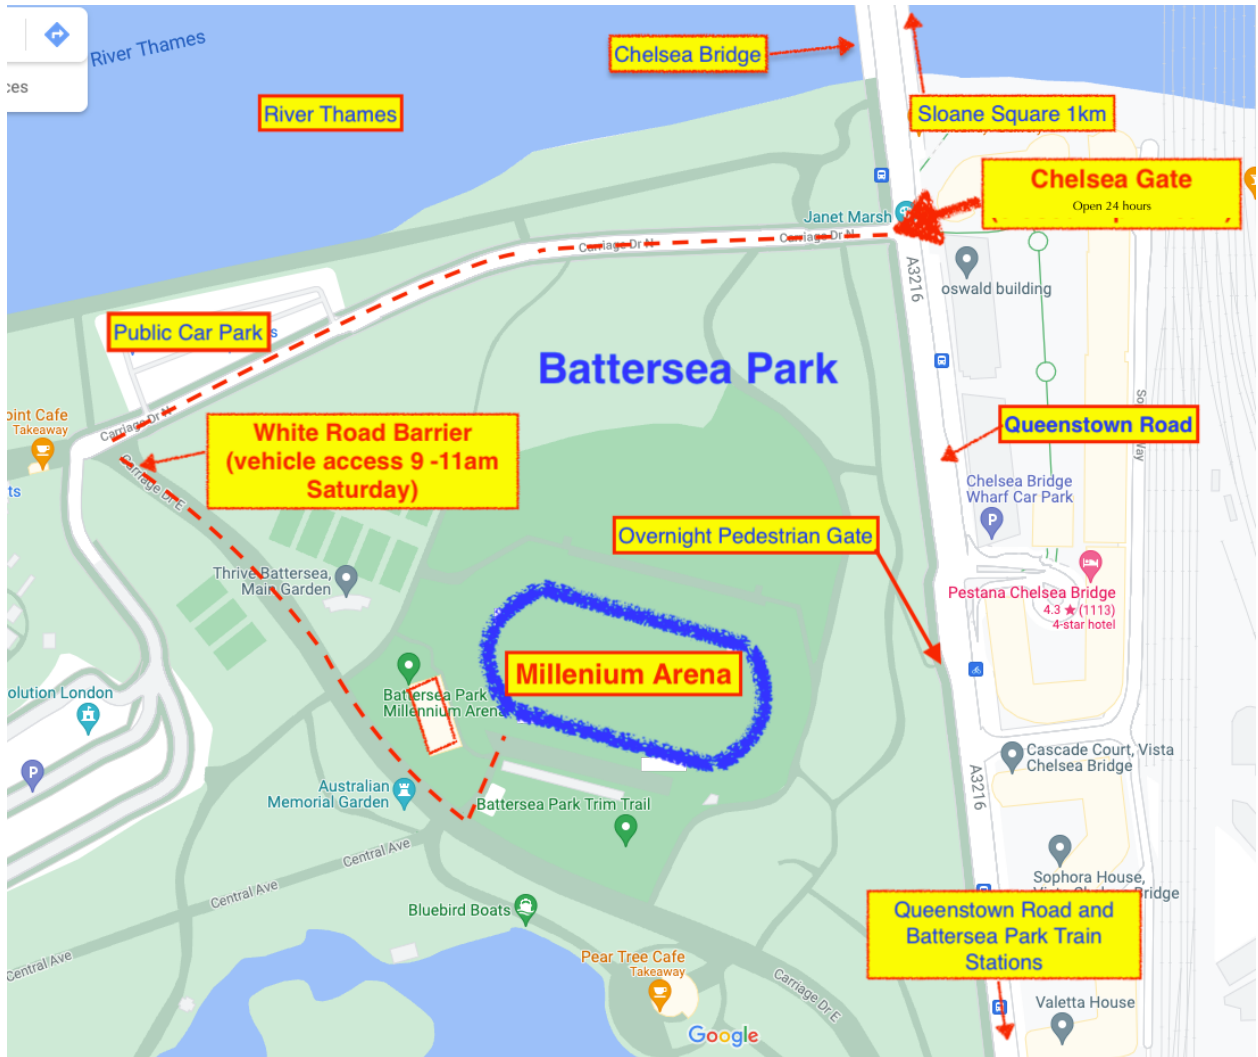 River Thames
ces
River Thames
Chelsea Bridge
Sloane Square 1km
Chelsea Gate
Open 24 hours
Janet Marsh
Carriage Dr N
Carriage Dr N
A3216
oswald building
Public Car Park
s
Battersea Park
Carriage Dr N
oint Cafe
Takeaway
White Road Barrier
(vehicle access 9 -11am
Saturday)
Queenstown Road
Carriage Dr E
ts
Chelsea Bridge
Wharf Car Park
P
Overnight Pedestrian Gate
Thrive Battersea,
Main Garden
Pestana Chelsea Bridge
4.3 ★ (1113)
4-star hotel
Millenium Arena
Battersea Park
Millennium Arena
olution London
P
Cascade Court, Vista
Chelsea Bridge
A3216
Australian
Memorial Garden
Battersea Park Trim Trail
Central Ave
Central Ave
Sophora House,
Bridge
Bluebird Boats
Queenstown Road and
Battersea Park Train
Stations
Central Ave
Pear Tree Cafe
Takeaway
Carriage Dr E
Valetta House
Google